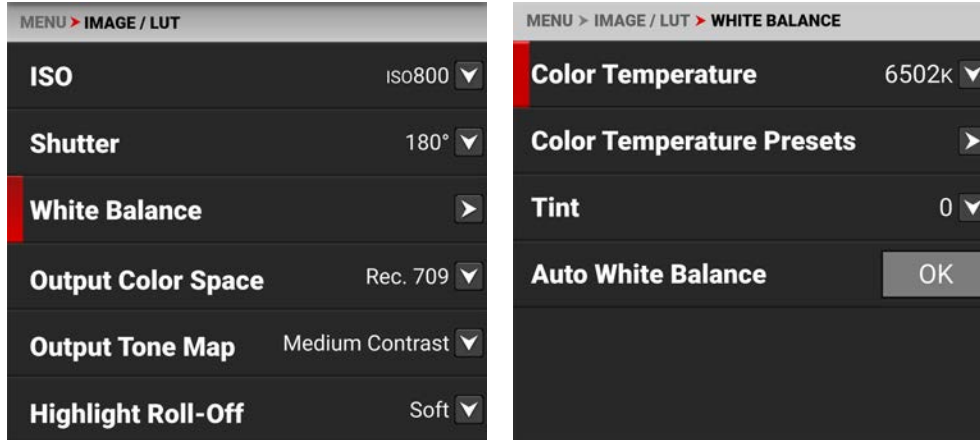 MENU > IMAGE / LUT
ISO ISO800
Shutter 180°
White Balance
Output Color Space Rec. 709
Output Tone Map Medium Contrast
Highlight Roll-Off Soft
MENU > IMAGE / LUT > WHITE BALANCE
Color Temperature 6502K
Color Temperature Presets
Tint 0
Auto White Balance OK